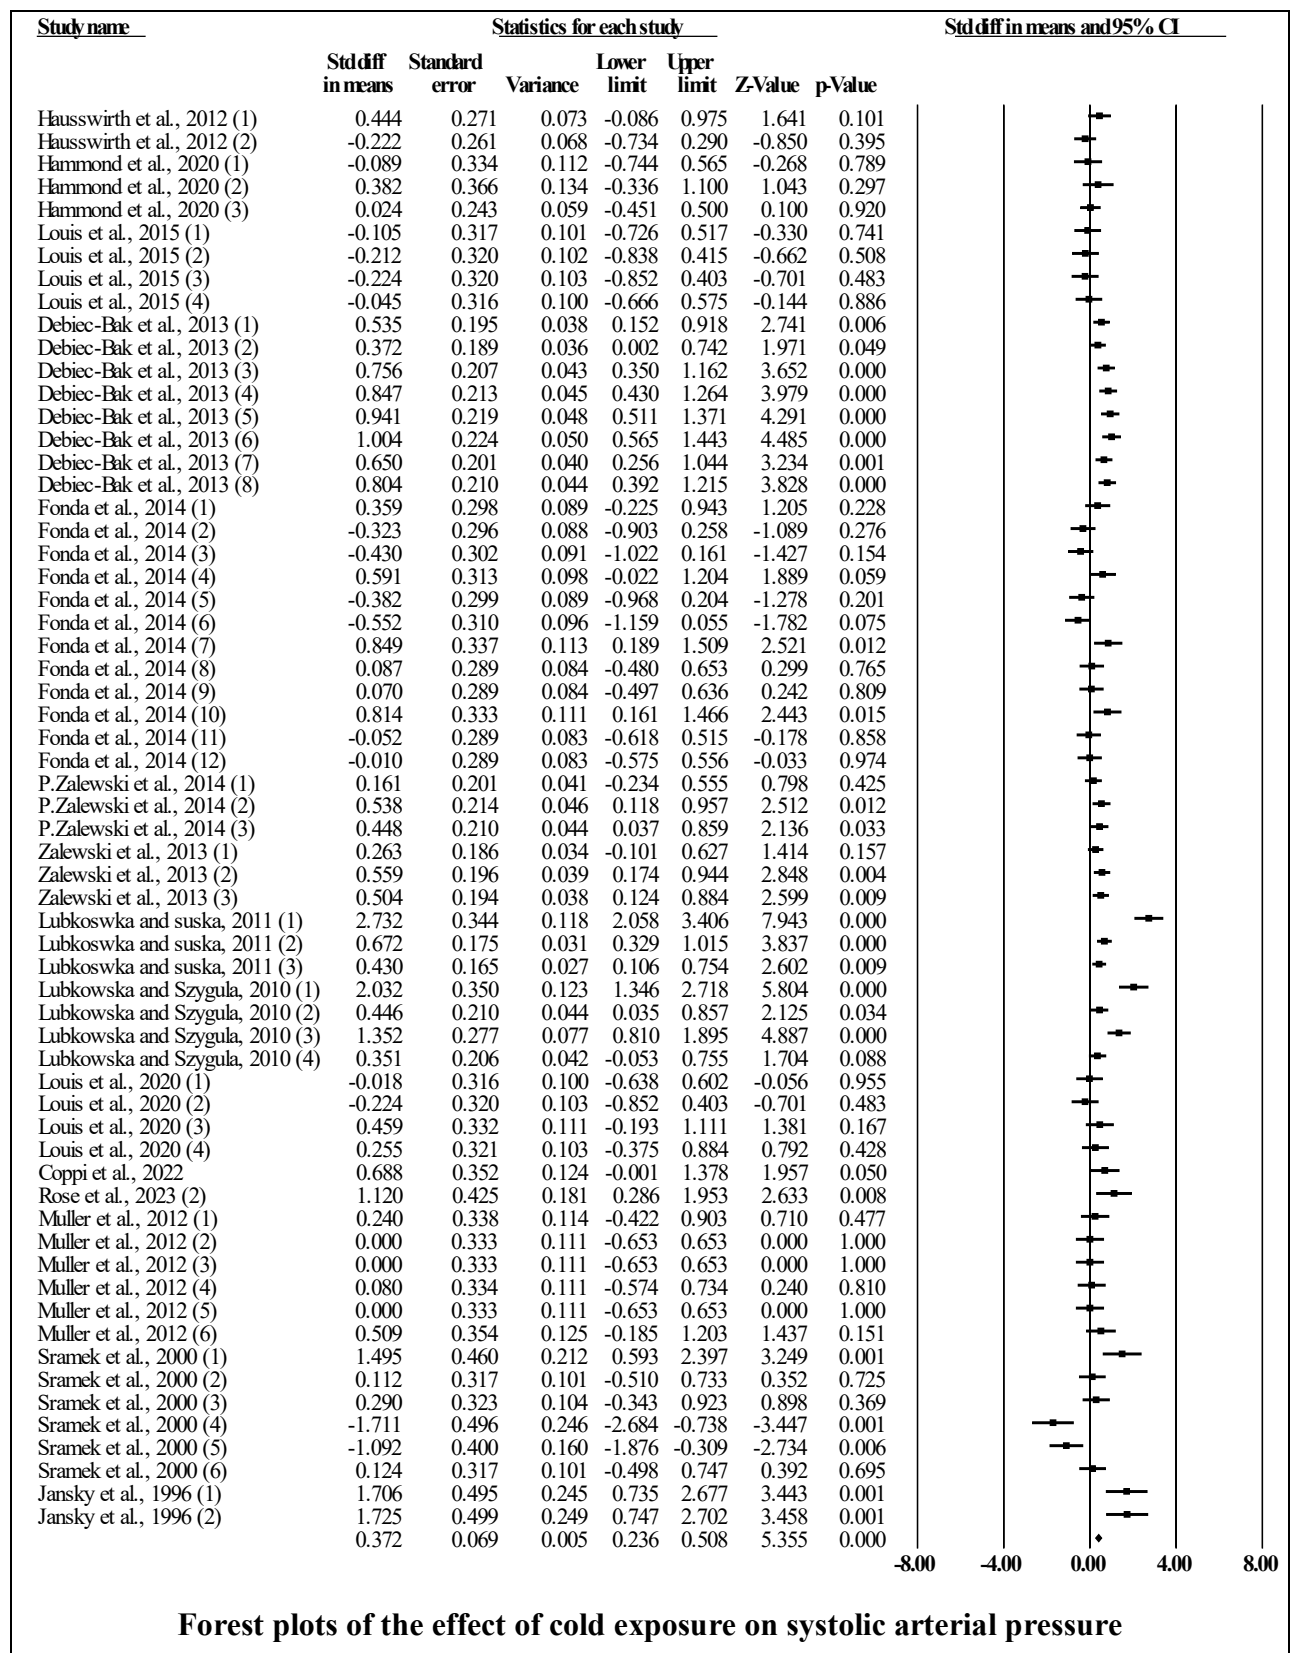 Study name Statistics for each study Std diff in means and 95% CI
Std diff Standard Lower Upper
in means error Variance limit limit Z-Value p-Value
Hausswirth et al., 2012 (1) 0.444 0.271 0.073 -0.086 0.975 1.641 0.101
Hausswirth et al., 2012 (2) -0.222 0.261 0.068 -0.734 0.290 -0.850 0.395
Hammond et al., 2020 (1) -0.089 0.334 0.112 -0.744 0.565 -0.268 0.789
Hammond et al., 2020 (2) 0.382 0.366 0.134 -0.336 1.100 1.043 0.297
Hammond et al., 2020 (3) 0.024 0.243 0.059 -0.451 0.500 0.100 0.920
Louis et al., 2015 (1) -0.105 0.317 0.101 -0.726 0.517 -0.330 0.741
Louis et al., 2015 (2) -0.212 0.320 0.102 -0.838 0.415 -0.662 0.508
Louis et al., 2015 (3) -0.224 0.320 0.103 -0.852 0.403 -0.701 0.483
Louis et al., 2015 (4) -0.045 0.316 0.100 -0.666 0.575 -0.144 0.886
Debiec-Bak et al., 2013 (1) 0.535 0.195 0.038 0.152 0.918 2.741 0.006
Debiec-Bak et al., 2013 (2) 0.372 0.189 0.036 0.002 0.742 1.971 0.049
Debiec-Bak et al., 2013 (3) 0.756 0.207 0.043 0.350 1.162 3.652 0.000
Debiec-Bak et al., 2013 (4) 0.847 0.213 0.045 0.430 1.264 3.979 0.000
Debiec-Bak et al., 2013 (5) 0.941 0.219 0.048 0.511 1.371 4.291 0.000
Debiec-Bak et al., 2013 (6) 1.004 0.224 0.050 0.565 1.443 4.485 0.000
Debiec-Bak et al., 2013 (7) 0.650 0.201 0.040 0.256 1.044 3.234 0.001
Debiec-Bak et al., 2013 (8) 0.804 0.210 0.044 0.392 1.215 3.828 0.000
Fonda et al., 2014 (1) 0.359 0.298 0.089 -0.225 0.943 1.205 0.228
Fonda et al., 2014 (2) -0.323 0.296 0.088 -0.903 0.258 -1.089 0.276
Fonda et al., 2014 (3) -0.430 0.302 0.091 -1.022 0.161 -1.427 0.154
Fonda et al., 2014 (4) 0.591 0.313 0.098 -0.022 1.204 1.889 0.059
Fonda et al., 2014 (5) -0.382 0.299 0.089 -0.968 0.204 -1.278 0.201
Fonda et al., 2014 (6) -0.552 0.310 0.096 -1.159 0.055 -1.782 0.075
Fonda et al., 2014 (7) 0.849 0.337 0.113 0.189 1.509 2.521 0.012
Fonda et al., 2014 (8) 0.087 0.289 0.084 -0.480 0.653 0.299 0.765
Fonda et al., 2014 (9) 0.070 0.289 0.084 -0.497 0.636 0.242 0.809
Fonda et al., 2014 (10) 0.814 0.333 0.111 0.161 1.466 2.443 0.015
Fonda et al., 2014 (11) -0.052 0.289 0.083 -0.618 0.515 -0.178 0.858
Fonda et al., 2014 (12) -0.010 0.289 0.083 -0.575 0.556 -0.033 0.974
P.Zalewski et al., 2014 (1) 0.161 0.201 0.041 -0.234 0.555 0.798 0.425
P.Zalewski et al., 2014 (2) 0.538 0.214 0.046 0.118 0.957 2.512 0.012
P.Zalewski et al., 2014 (3) 0.448 0.210 0.044 0.037 0.859 2.136 0.033
Zalewski et al., 2013 (1) 0.263 0.186 0.034 -0.101 0.627 1.414 0.157
Zalewski et al., 2013 (2) 0.559 0.196 0.039 0.174 0.944 2.848 0.004
Zalewski et al., 2013 (3) 0.504 0.194 0.038 0.124 0.884 2.599 0.009
Lubkoswka and suska, 2011 (1) 2.732 0.344 0.118 2.058 3.406 7.943 0.000
Lubkoswka and suska, 2011 (2) 0.672 0.175 0.031 0.329 1.015 3.837 0.000
Lubkoswka and suska, 2011 (3) 0.430 0.165 0.027 0.106 0.754 2.602 0.009
Lubkowska and Szygula, 2010 (1) 2.032 0.350 0.123 1.346 2.718 5.804 0.000
Lubkowska and Szygula, 2010 (2) 0.446 0.210 0.044 0.035 0.857 2.125 0.034
Lubkowska and Szygula, 2010 (3) 1.352 0.277 0.077 0.810 1.895 4.887 0.000
Lubkowska and Szygula, 2010 (4) 0.351 0.206 0.042 -0.053 0.755 1.704 0.088
Louis et al., 2020 (1) -0.018 0.316 0.100 -0.638 0.602 -0.056 0.955
Louis et al., 2020 (2) -0.224 0.320 0.103 -0.852 0.403 -0.701 0.483
Louis et al., 2020 (3) 0.459 0.332 0.111 -0.193 1.111 1.381 0.167
Louis et al., 2020 (4) 0.255 0.321 0.103 -0.375 0.884 0.792 0.428
Coppi et al., 2022 0.688 0.352 0.124 -0.001 1.378 1.957 0.050
Rose et al., 2023 (2) 1.120 0.425 0.181 0.286 1.953 2.633 0.008
Muller et al., 2012 (1) 0.240 0.338 0.114 -0.422 0.903 0.710 0.477
Muller et al., 2012 (2) 0.000 0.333 0.111 -0.653 0.653 0.000 1.000
Muller et al., 2012 (3) 0.000 0.333 0.111 -0.653 0.653 0.000 1.000
Muller et al., 2012 (4) 0.080 0.334 0.111 -0.574 0.734 0.240 0.810
Muller et al., 2012 (5) 0.000 0.333 0.111 -0.653 0.653 0.000 1.000
Muller et al., 2012 (6) 0.509 0.354 0.125 -0.185 1.203 1.437 0.151
Sramek et al., 2000 (1) 1.495 0.460 0.212 0.593 2.397 3.249 0.001
Sramek et al., 2000 (2) 0.112 0.317 0.101 -0.510 0.733 0.352 0.725
Sramek et al., 2000 (3) 0.290 0.323 0.104 -0.343 0.923 0.898 0.369
Sramek et al., 2000 (4) -1.711 0.496 0.246 -2.684 -0.738 -3.447 0.001
Sramek et al., 2000 (5) -1.092 0.400 0.160 -1.876 -0.309 -2.734 0.006
Sramek et al., 2000 (6) 0.124 0.317 0.101 -0.498 0.747 0.392 0.695
Jansky et al., 1996 (1) 1.706 0.495 0.245 0.735 2.677 3.443 0.001
Jansky et al., 1996 (2) 1.725 0.499 0.249 0.747 2.702 3.458 0.001
0.372 0.069 0.005 0.236 0.508 5.355 0.000
-8.00 -4.00 0.00 4.00 8.00
Forest plots of the effect of cold exposure on systolic arterial pressure